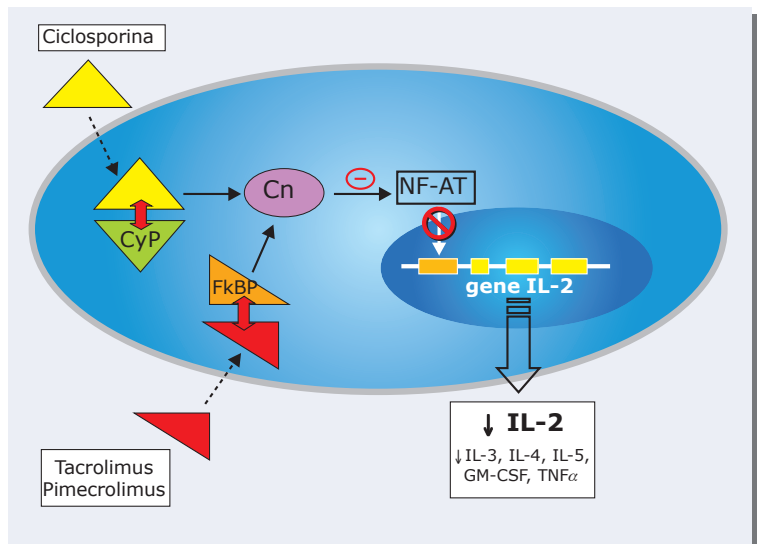 Ciclosporina
CyP
Cn
−
NF-AT
FkBP
gene IL-2
Tacrolimus
Pimecrolimus
↓ IL-2
↓IL-3, IL-4, IL-5,
GM-CSF, TNFα